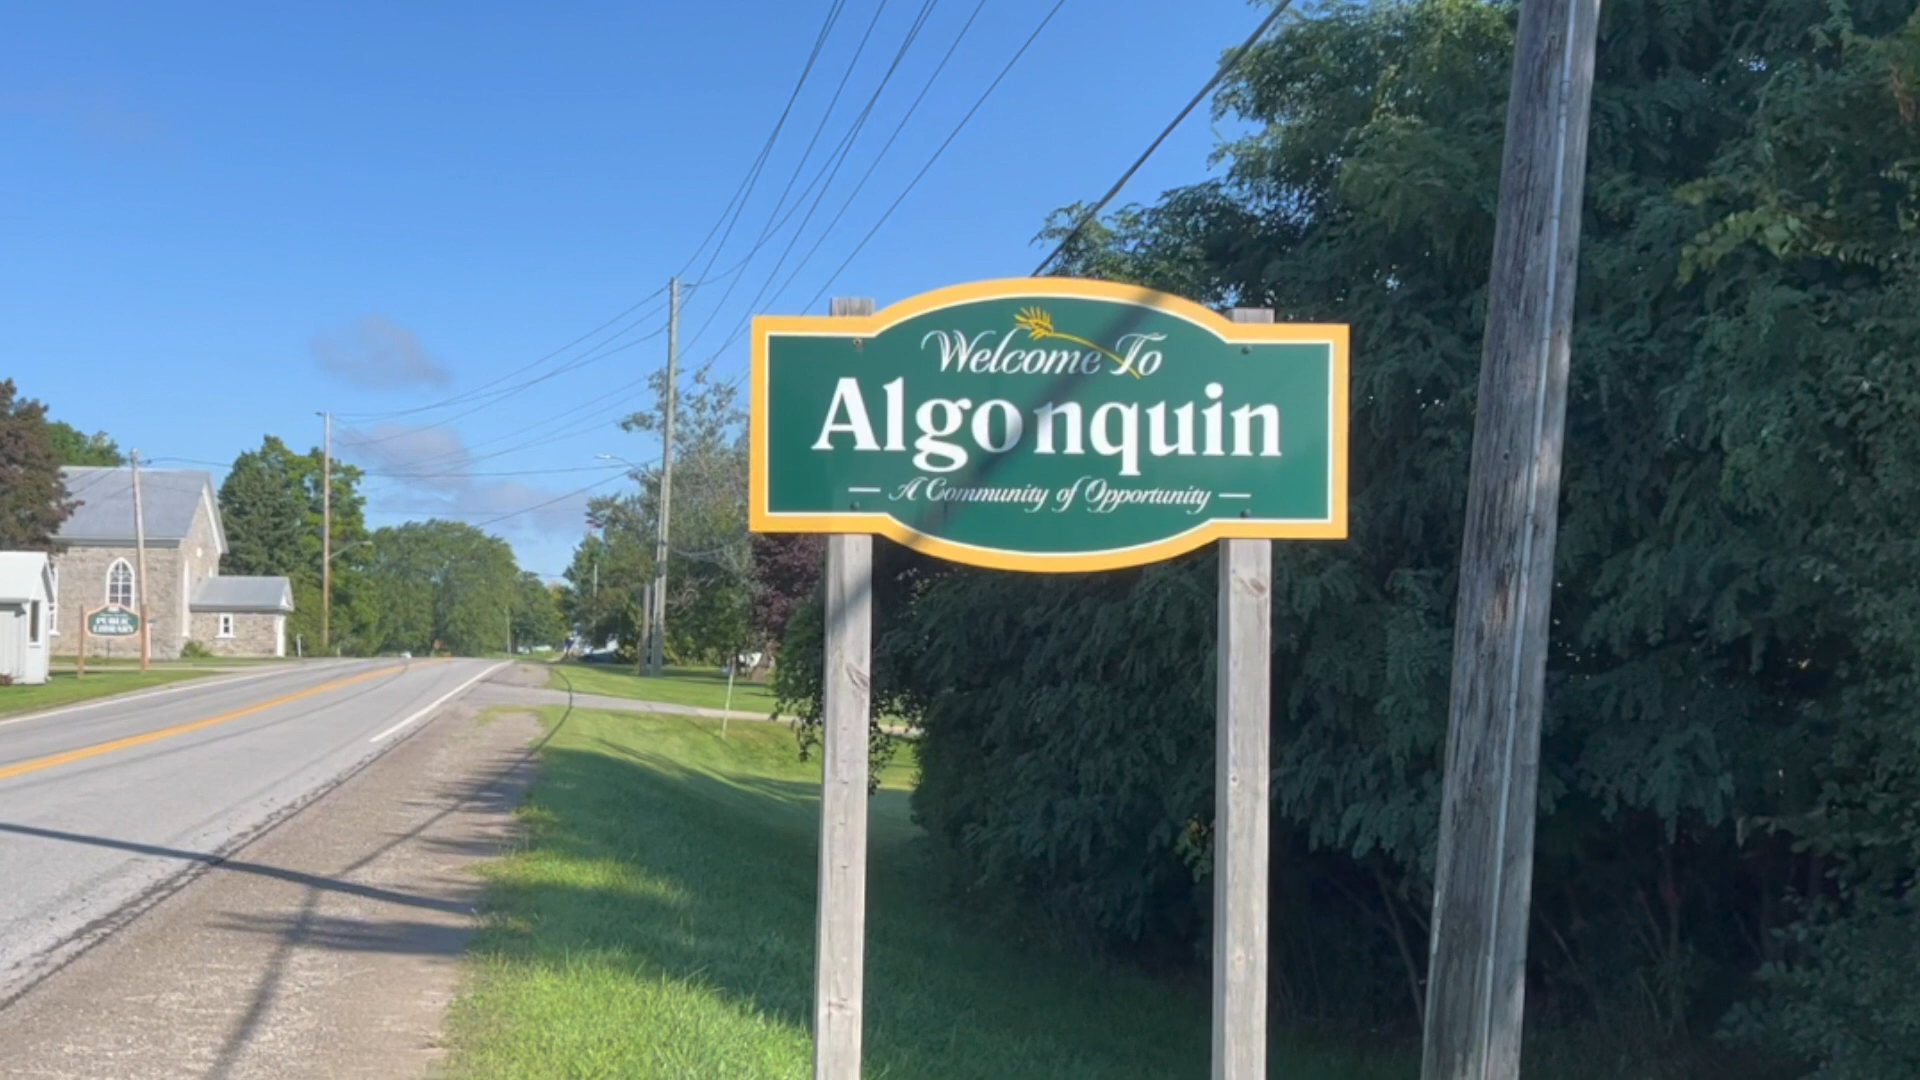 Welcome To
Algonquin
— A Community of Opportunity —
PUBLIC
LIBRARY